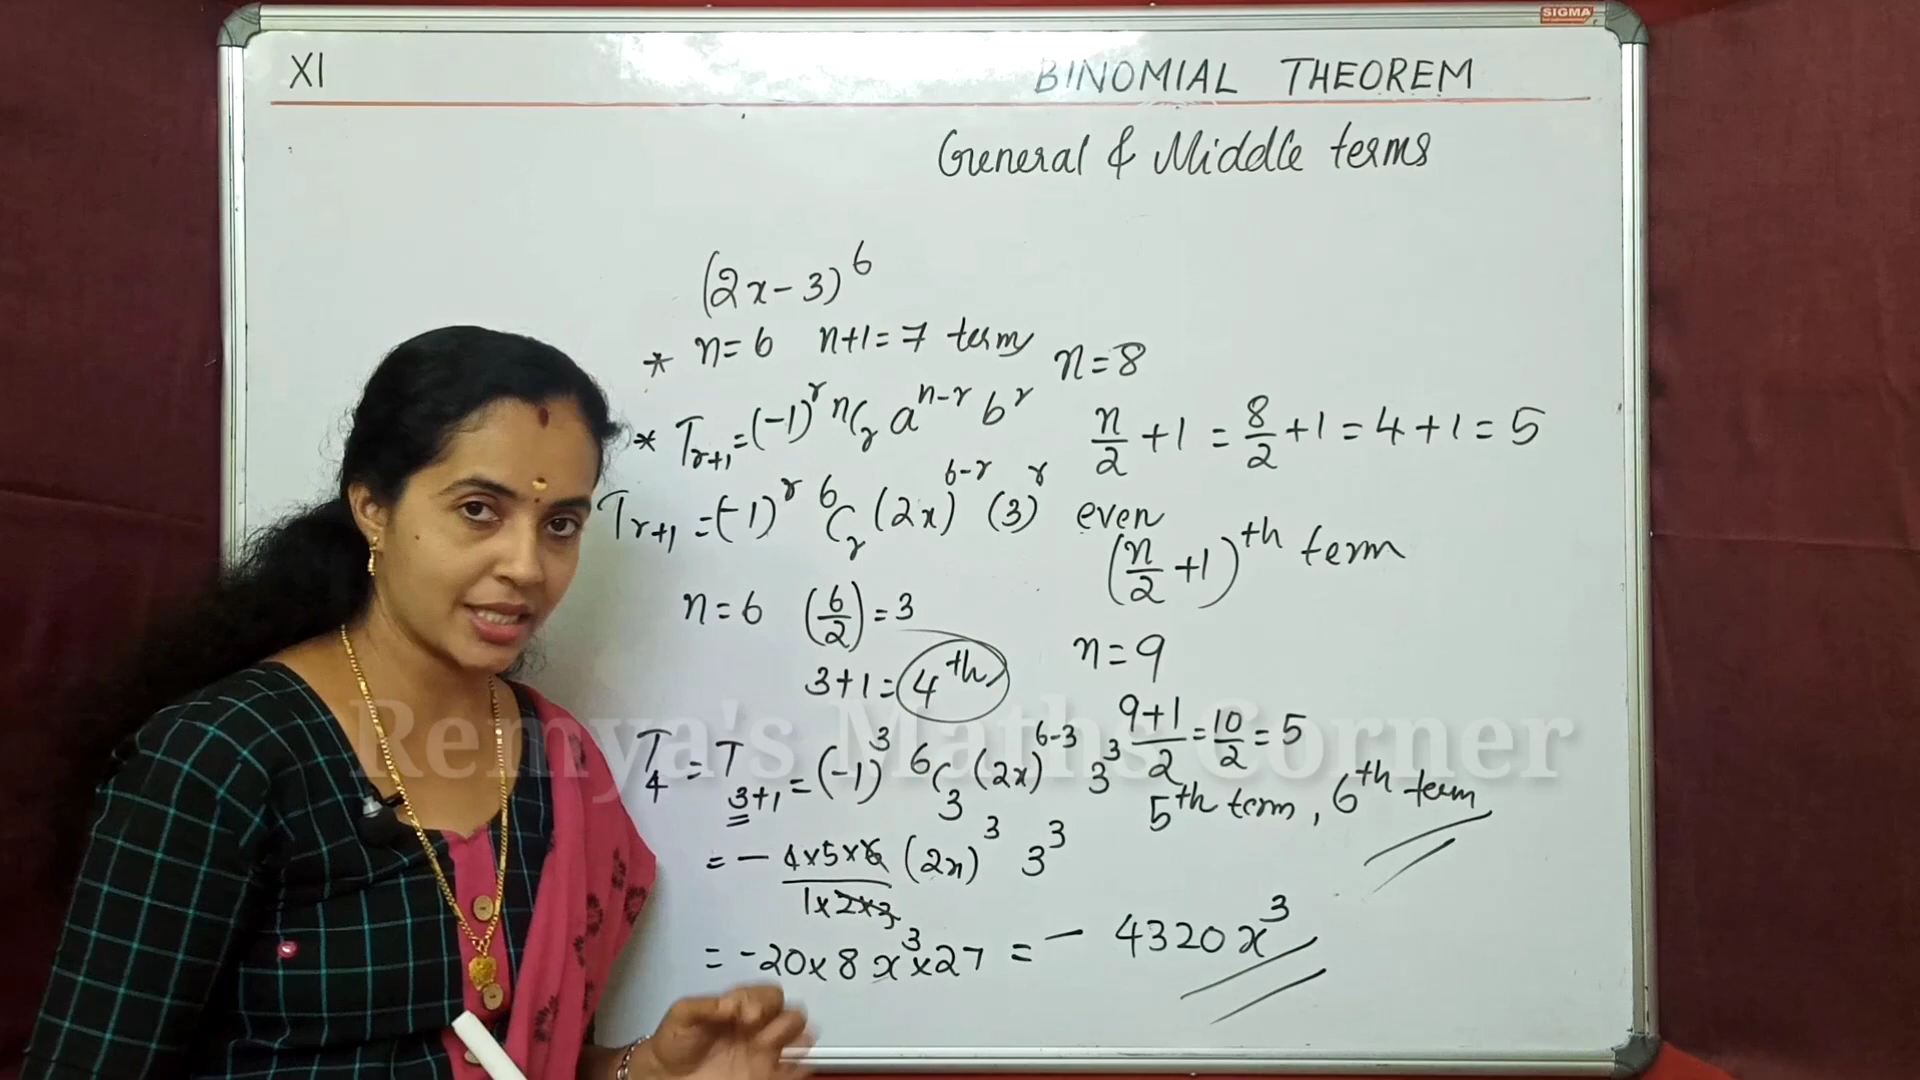 SIGMA
XI
BINOMIAL THEOREM
General & Middle terms
(2x-3)^6
* n=6 n+1=7 term
* T_{r+1}=(-1)^r nC_r a^{n-r} b^r
T_{r+1}=(-1)^r 6C_r (2x)^{6-r} (3)^r
n=6 (6/2)=3
3+1=4^th
T_4=T_{3+1}=(-1)^3 6C_3 (2x)^{6-3} 3^3
=-4×5×6/1×2×3 (2x)^3 3^3
=-20×8x^3×27=-4320x^3
n=8
n/2+1=8/2+1=4+1=5
even
(n/2+1)^th term
n=9
9+1/2=10/2=5
5^th term, 6^th term
Remya's Maths Corner